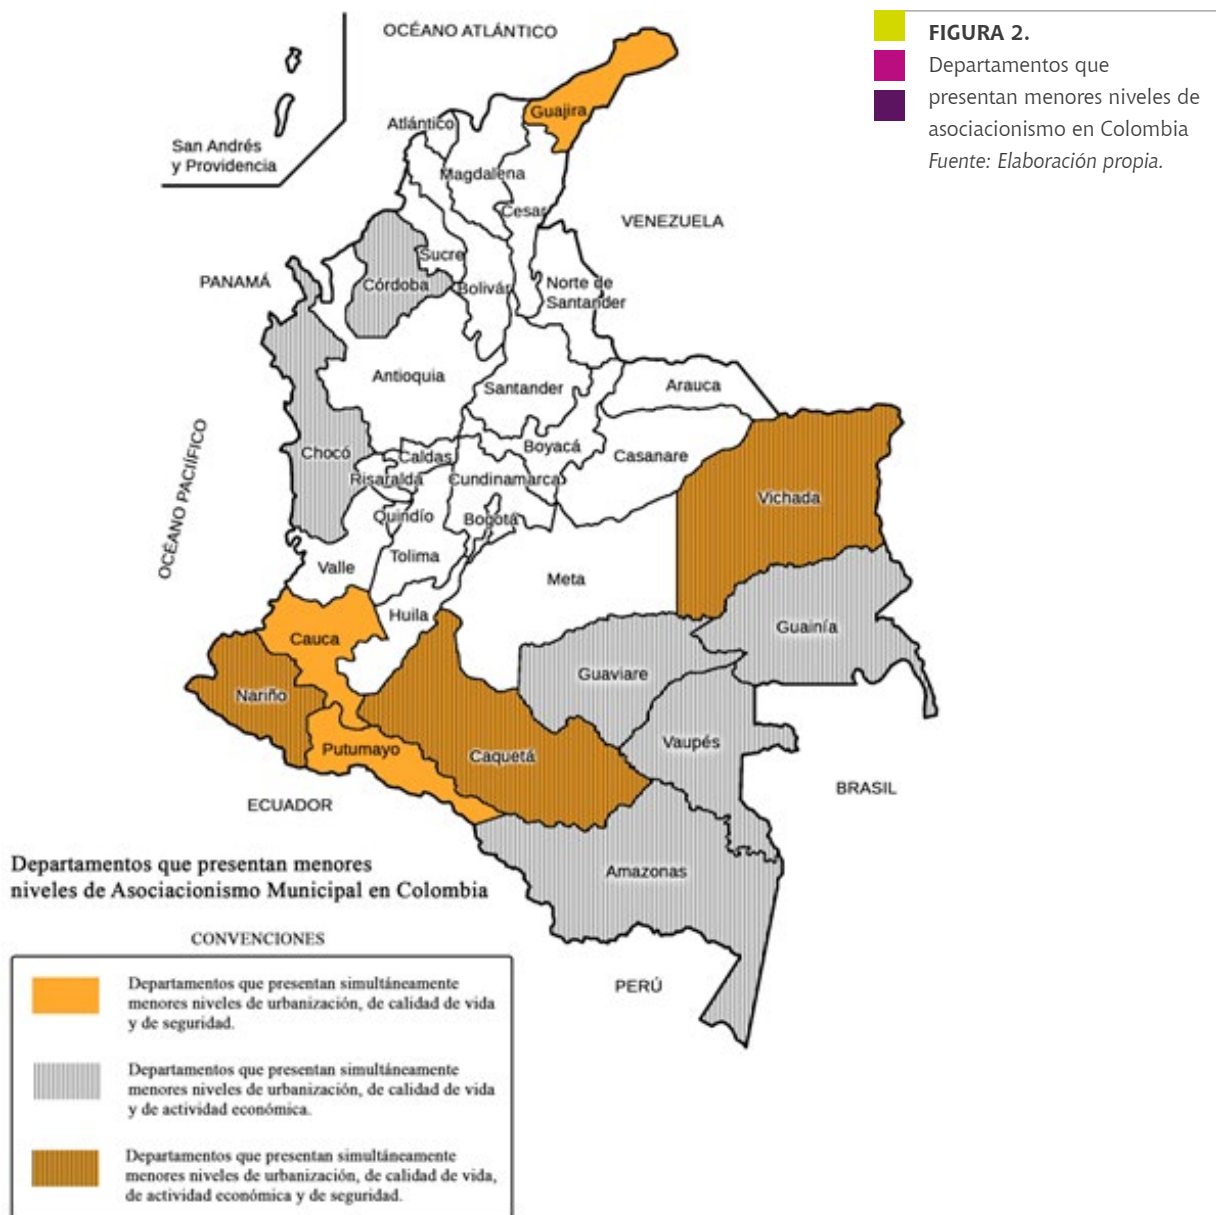 FIGURA 2.
Departamentos que
presentan menores niveles de
asociacionismo en Colombia
Fuente: Elaboración propia.
OCÉANO ATLÁNTICO
San Andrés
y Providencia
Guajira
Atlántico
Magdalena
Cesar
VENEZUELA
Sucre
PANAMÁ
Córdoba
Bolivár
Norte de
Santander
Antioquia
Santander
Arauca
OCÉANO PACIÍFICO
Chocó
Caldas
Boyacá
Casanare
Risaralda
Cundinamarca
Vichada
Quindío
Bogotá
Valle
Tolima
Meta
Huila
Guainía
Cauca
Guaviare
Nariño
Putumayo
Caquetá
Vaupés
BRASIL
ECUADOR
Amazonas
PERÚ
Departamentos que presentan menores
niveles de Asociacionismo Municipal en Colombia
CONVENCIONES
Departamentos que presentan simultáneamente
menores niveles de urbanización, de calidad de vida
y de seguridad.
Departamentos que presentan simultáneamente
menores niveles de urbanización, de calidad de vida
y de actividad económica.
Departamentos que presentan simultáneamente
menores niveles de urbanización, de calidad de vida,
de actividad económica y de seguridad.